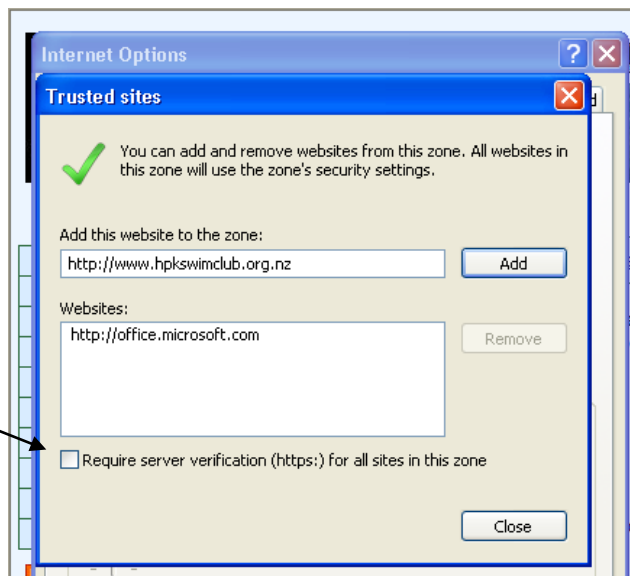 Internet Options
Trusted sites
You can add and remove websites from this zone. All websites in
this zone will use the zone's security settings.
Add this website to the zone:
http://www.hpkswimclub.org.nz
Add
Websites:
http://office.microsoft.com
Remove
Require server verification (https:) for all sites in this zone
Close